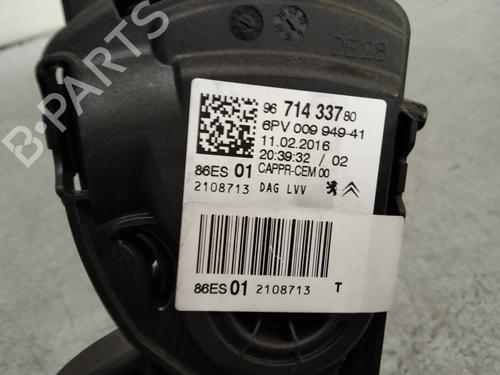 B-PARTS
DE28
96 714 337 80
6PV 009 949-41
11.02.2016
20:39:32 / 02
86ES 01 CAPPR-CEM 00
2108713 DAG LVV
86ES 01 2108713 T